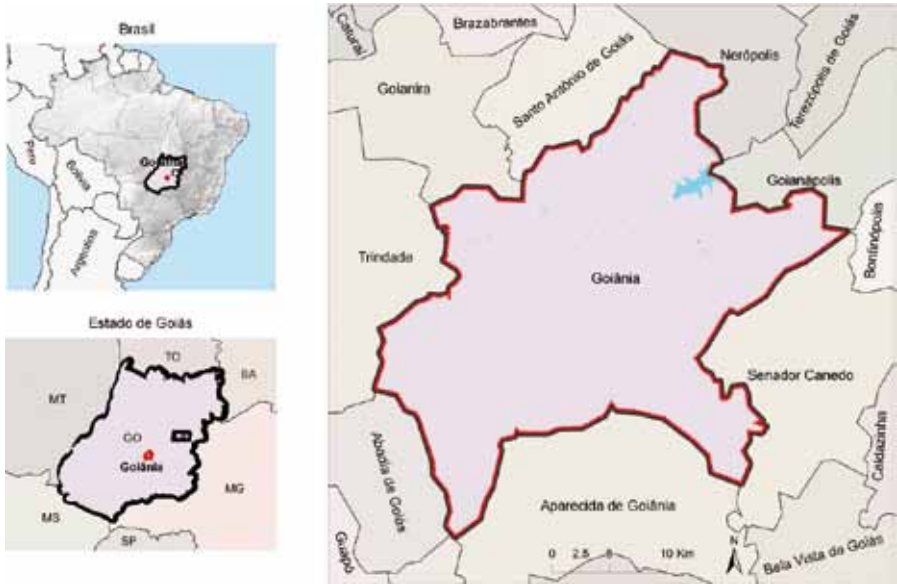 Brasil
Goiânia
Peru
Bolívia
Argentina
Estado de Goiás
TO
BA
MT
GO
Goiânia
MS
MG
SP
Caturaí
Brazabrantes
Goianira
Santo Antônio de Goiás
Nerópolis
Terezópolis de Goiás
Goianápolis
Bonfinópolis
Trindade
Goiânia
Senador Canedo
Caldazinha
Abadia de Goiás
Guapó
Aparecida de Goiânia
Bela Vista de Goiás
N
0 2.5 5 10 Km